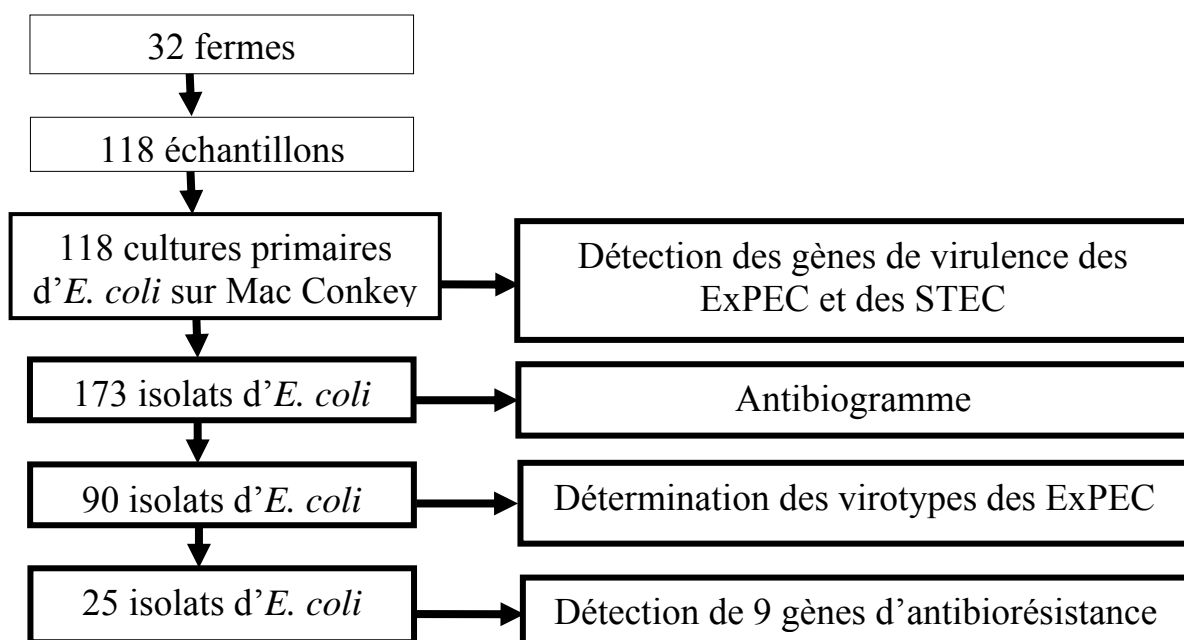 32 fermes
118 échantillons
118 cultures primaires
d’E. coli sur Mac Conkey
Détection des gènes de virulence des
ExPEC et des STEC
173 isolats d’E. coli
Antibiogramme
90 isolats d’E. coli
Détermination des virotypes des ExPEC
25 isolats d’E. coli
Détection de 9 gènes d’antibiorésistance